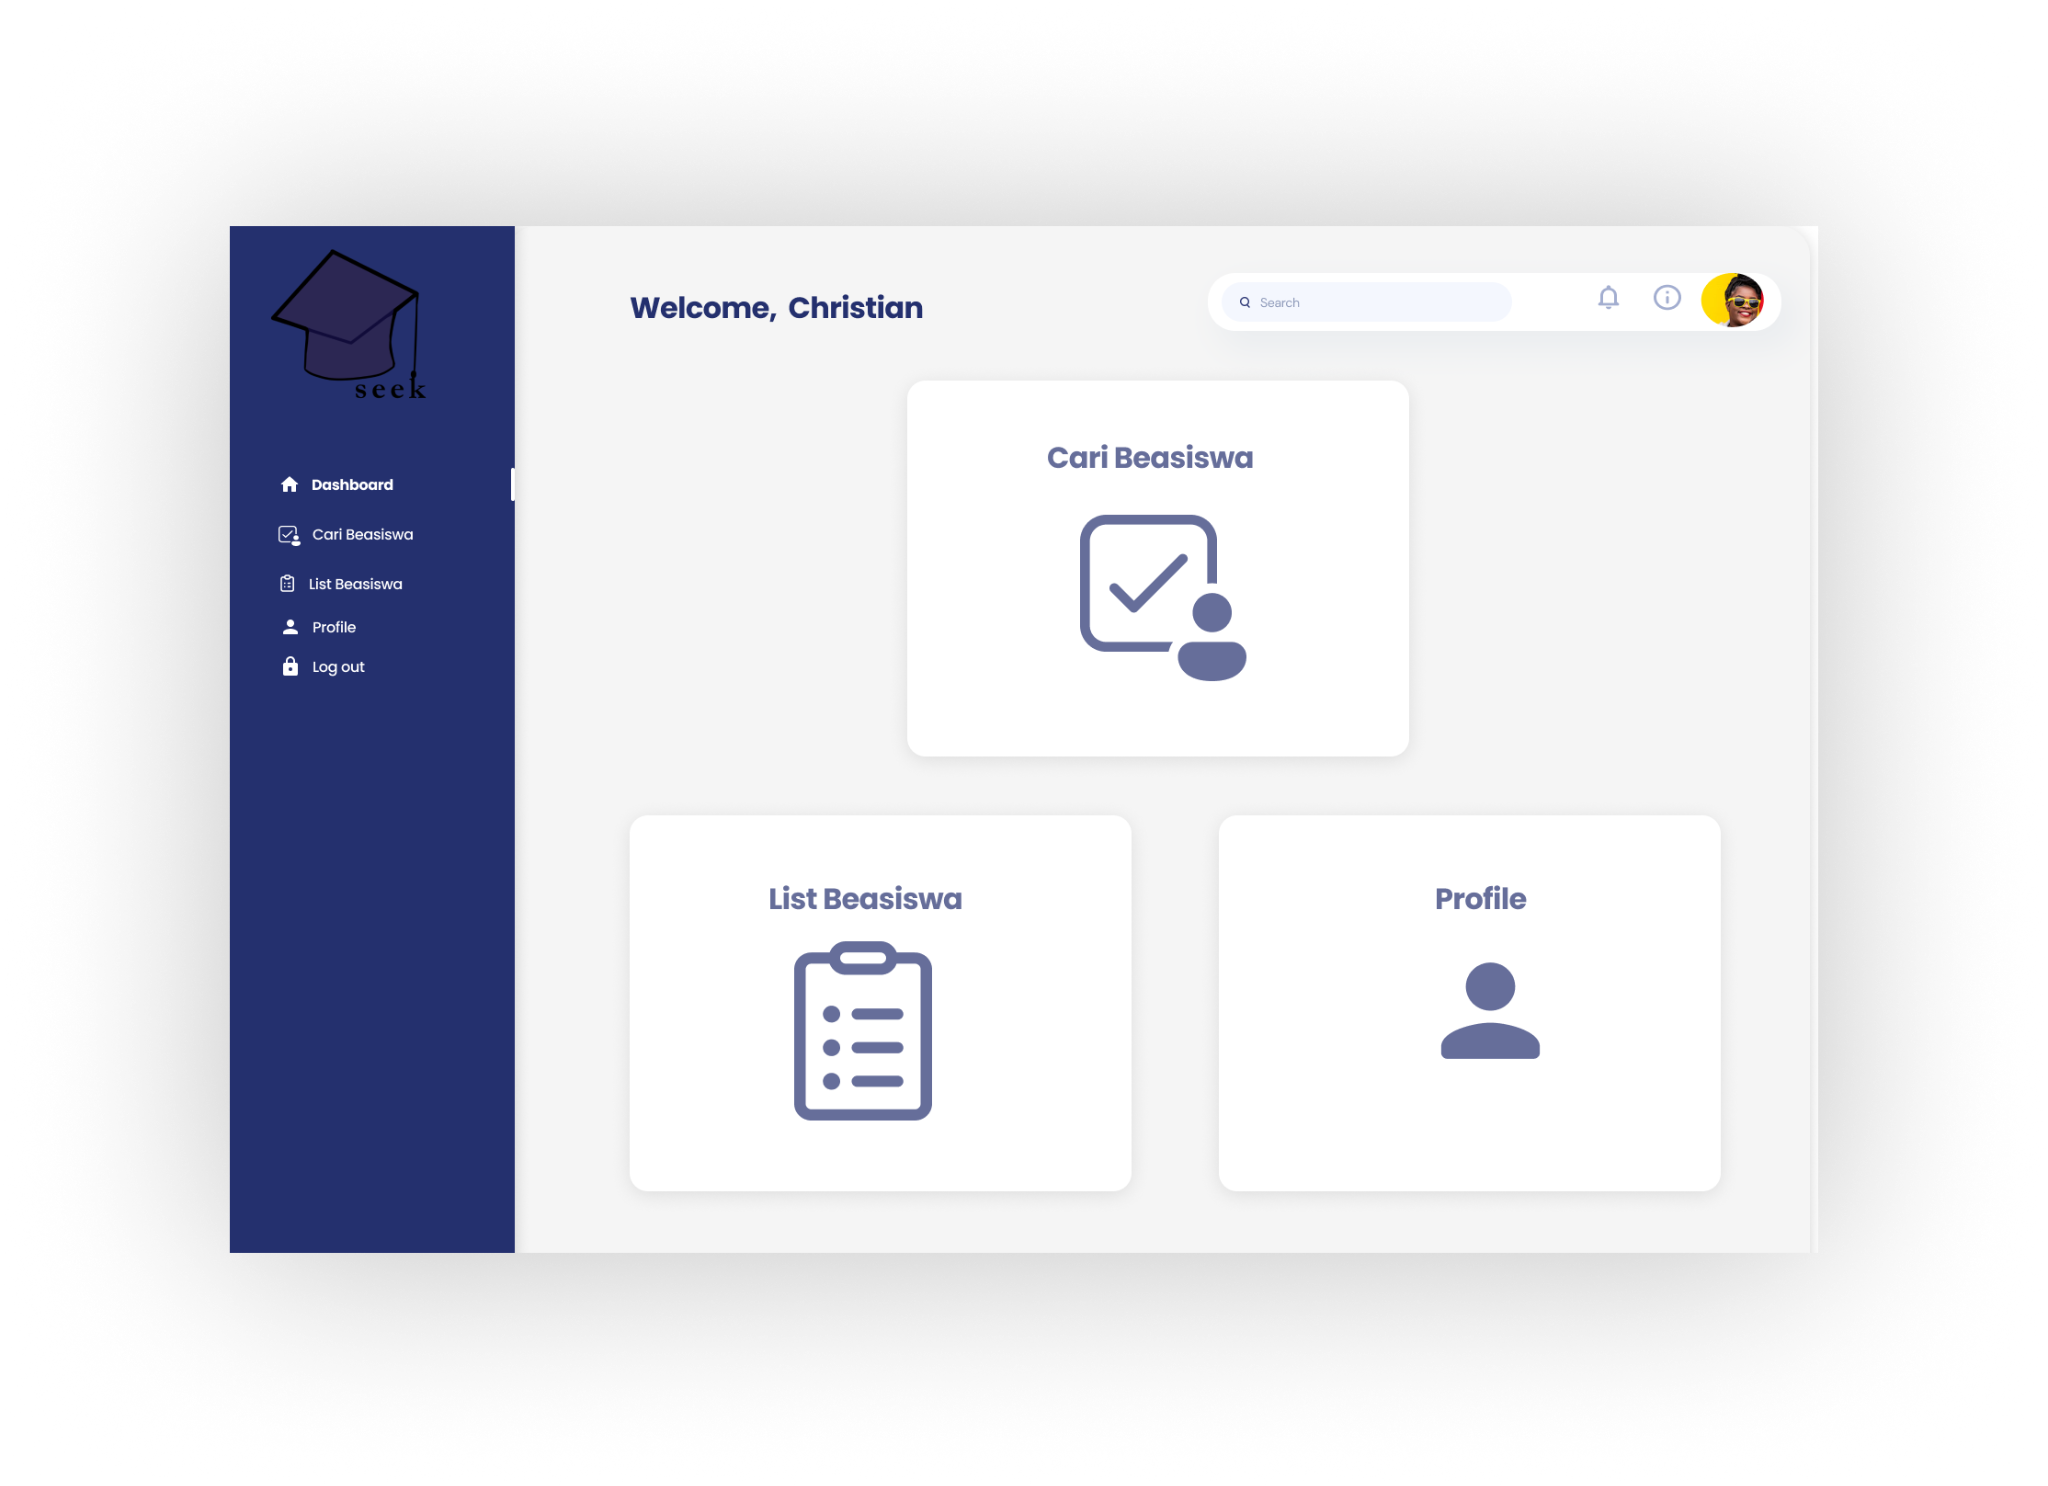 seek
Dashboard
Cari Beasiswa
List Beasiswa
Profile
Log out
Welcome, Christian
Search
Cari Beasiswa
List Beasiswa
Profile